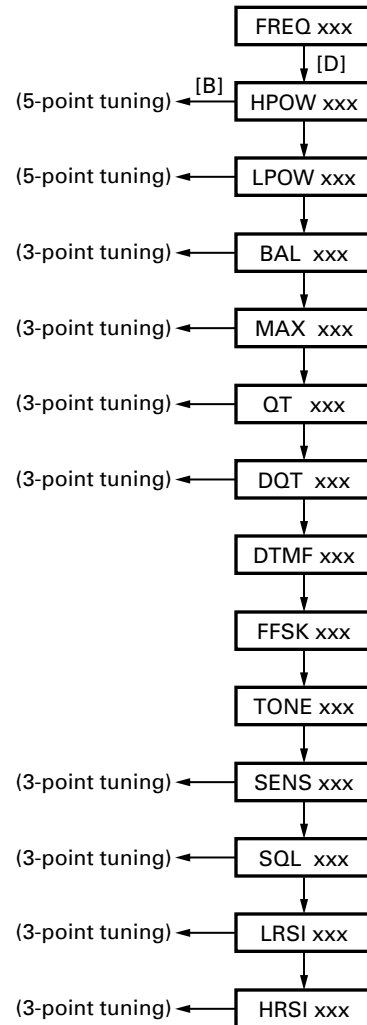 FREQ xxx
[D]
[B]
(5-point tuning) HPOW xxx
(5-point tuning) LPOW xxx
(3-point tuning) BAL xxx
(3-point tuning) MAX xxx
(3-point tuning) QT xxx
(3-point tuning) DQT xxx
DTMF xxx
FFSK xxx
TONE xxx
(3-point tuning) SENS xxx
(3-point tuning) SQL xxx
(3-point tuning) LRSI xxx
(3-point tuning) HRSI xxx